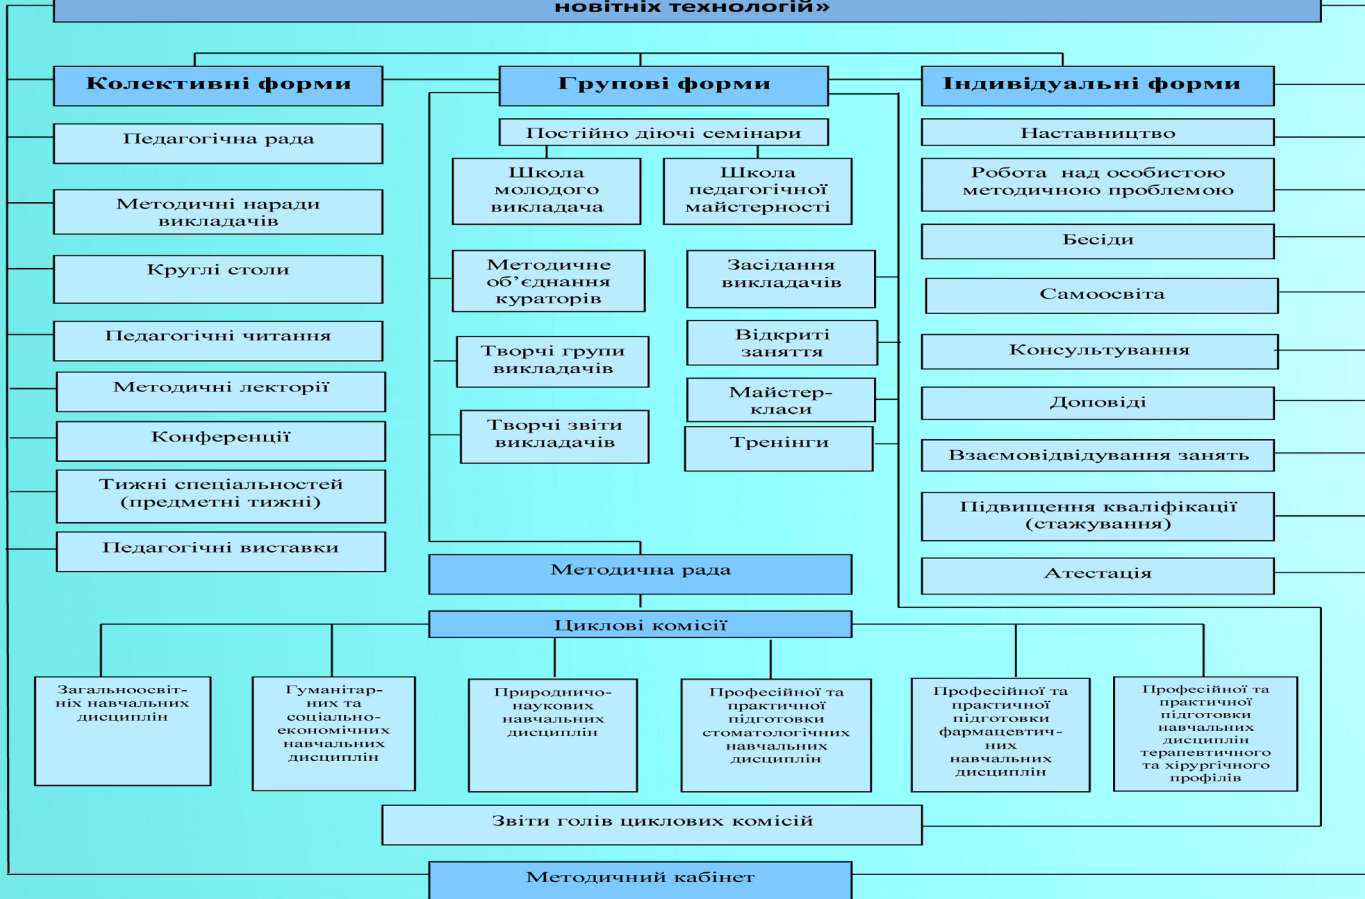 новітніх технологій»
Колективні форми
Педагогічна рада
Методичні наради
викладачів
Круглі столи
Педагогічні читання
Методичні лекторії
Конференції
Тижні спеціальностей
(предметні тижні)
Педагогічні виставки
Групові форми
Постійно діючі семінари
Школа
молодого
викладача
Школа
педагогічної
майстерності
Методичне
об’єднання
кураторів
Творчі групи
викладачів
Творчі звіти
викладачів
Засідання
викладачів
Відкриті
заняття
Майстер-
класи
Тренінги
Індивідуальні форми
Наставництво
Робота над особистою
методичною проблемою
Бесіди
Самоосвіта
Консультування
Доповіді
Взаємовідвідування занять
Підвищення кваліфікації
(стажування)
Атестація
Методична рада
Циклові комісії
Загальноосвіт-
ніх навчальних
дисциплін
Гуманітар-
них та
соціально-
економічних
навчальних
дисциплін
Природничо-
наукових
навчальних
дисциплін
Професійної та
практичної
підготовки
стоматологічних
навчальних
дисциплін
Професійної та
практичної
підготовки
фармацевтич-
них
навчальних
дисциплін
Професійної та
практичної
підготовки
навчальних
дисциплін
терапевтичного
та хірургічного
профілів
Звіти голів циклових комісій
Методичний кабінет